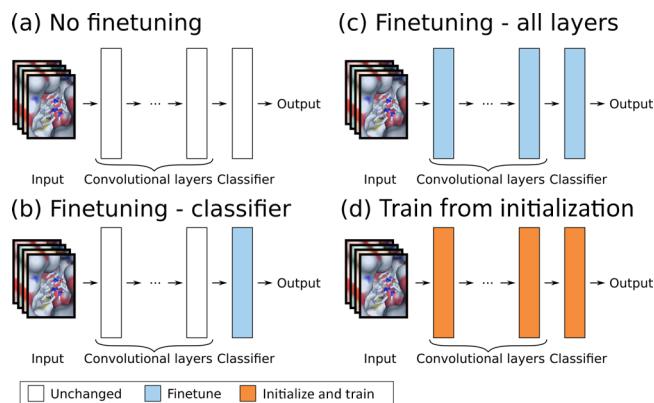 (a) No finetuning
... Output
Input Convolutional layers Classifier
(b) Finetuning - classifier
... Output
Input Convolutional layers Classifier
(c) Finetuning - all layers
... Output
Input Convolutional layers Classifier
(d) Train from initialization
... Output
Input Convolutional layers Classifier
Unchanged Finetune Initialize and train